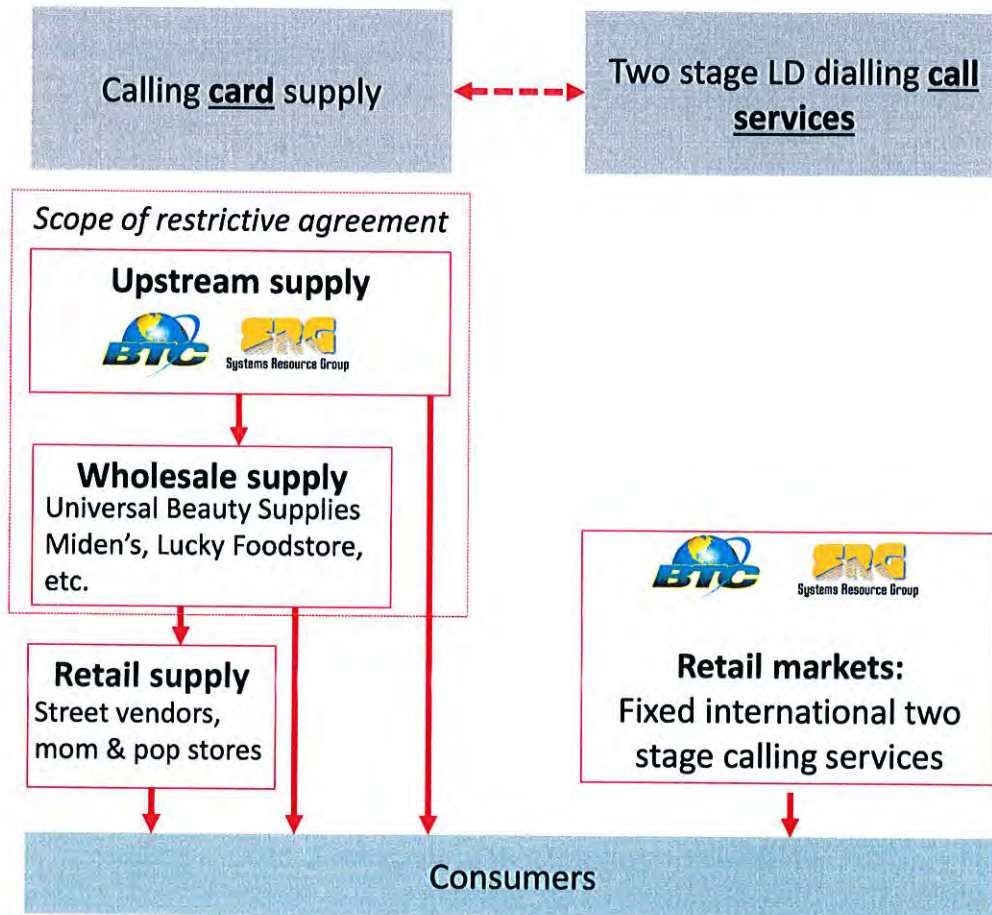 Calling card supply
Two stage LD dialling call
services
Scope of restrictive agreement
Upstream supply
BTC
SRG
Systems Resource Group
Wholesale supply
Universal Beauty Supplies
Miden's, Lucky Foodstore,
etc.
BTC
SRG
Systems Resource Group
Retail supply
Street vendors,
mom & pop stores
Retail markets:
Fixed international two
stage calling services
Consumers